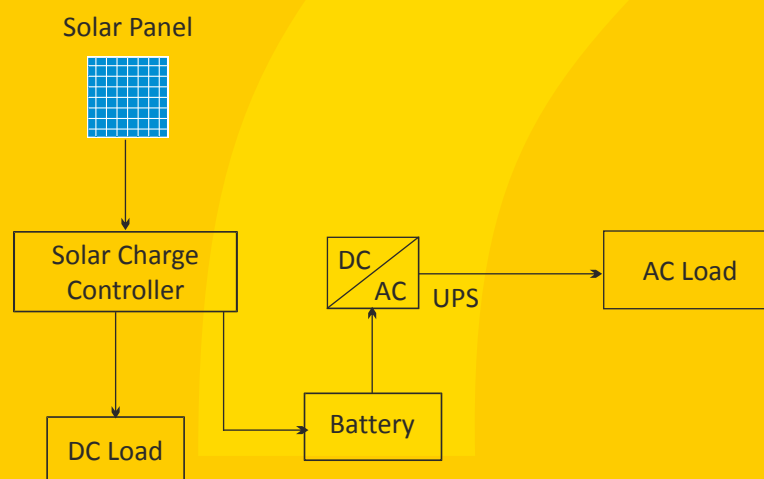 Solar Panel
Solar Charge
Controller
DC
AC
UPS
AC Load
Battery
DC Load